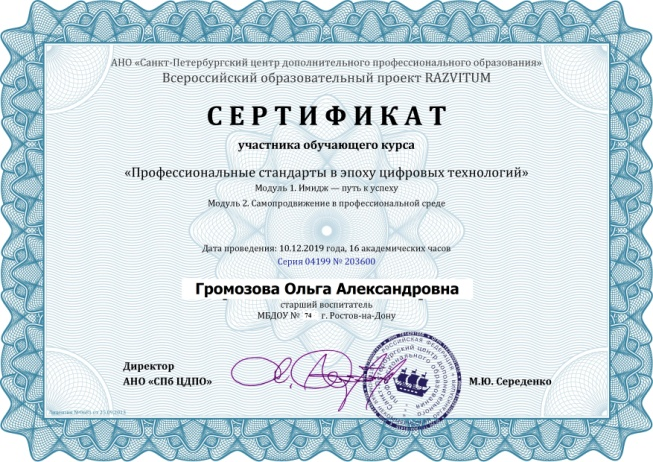 АНО «Санкт-Петербургский центр дополнительного профессионального образования»
Всероссийский образовательный проект RAZVITUM
СЕРТИФИКАТ
участника обучающего курса
«Профессиональные стандарты в эпоху цифровых технологий»
Модуль 1. Имидж — путь к успеху
Модуль 2. Самопродвижение в профессиональной среде
Дата проведения: 10.12.2019 года, 16 академических часов
Серия 04199 № 203600
Громозова Ольга Александровна
старший воспитатель
МБДОУ № 74 г. Ростов-на-Дону
Директор
АНО «СПб ЦДПО»
М.Ю. Середенко